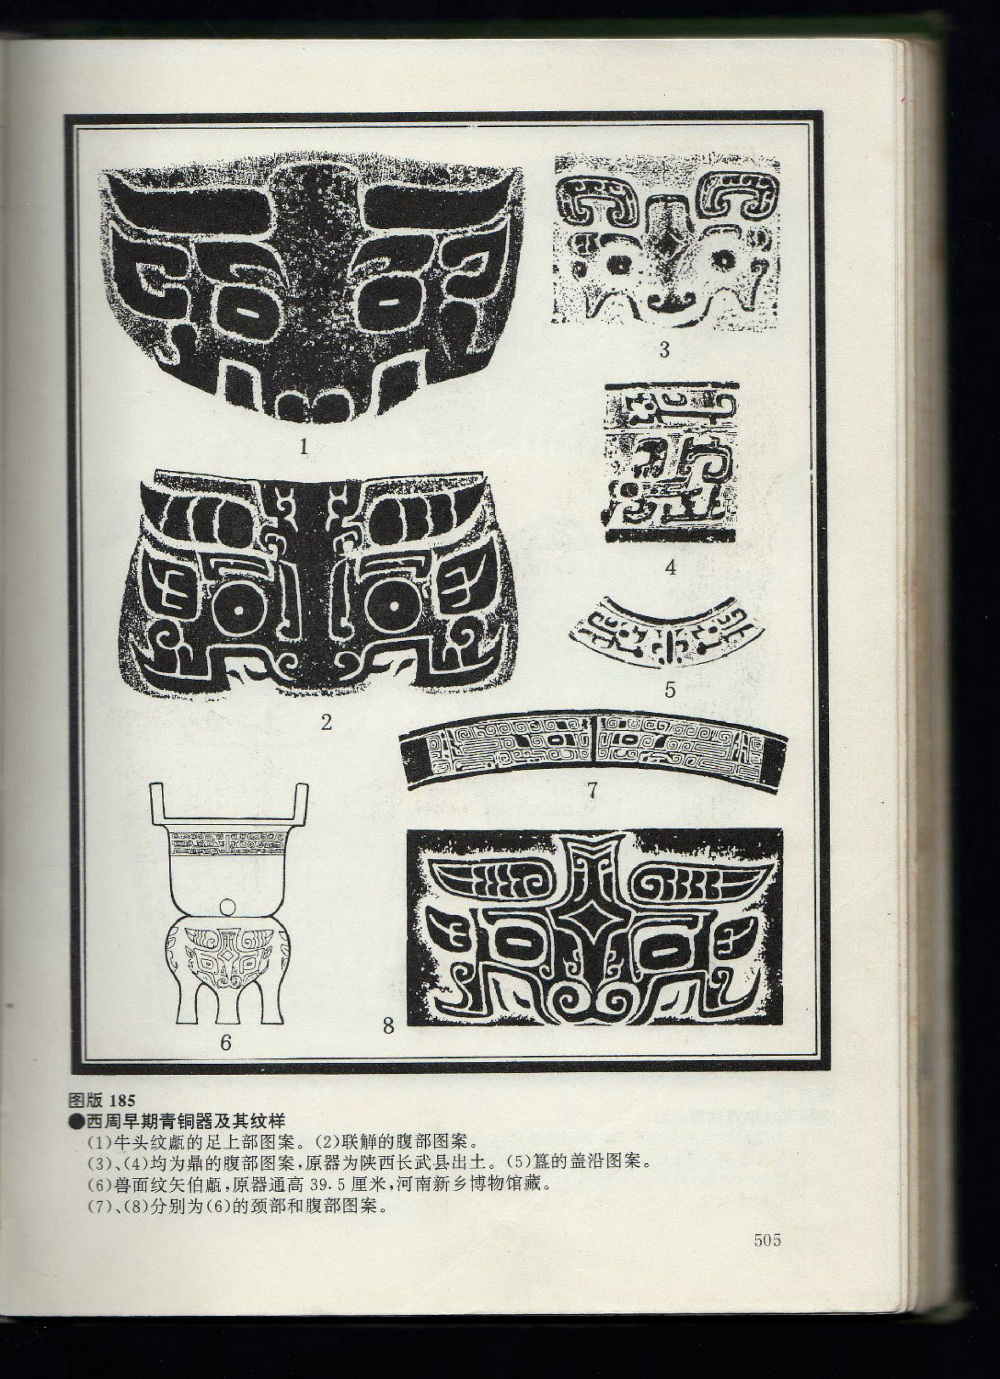 1
3
4
2
5
7
6
8
图版 185
●西周早期青铜器及其纹样
(1)牛头纹甗的足上部图案。(2)联觯的腹部图案。
(3)、(4)均为鼎的腹部图案,原器为陕西长武县出土。(5)簋的盖沿图案。
(6)兽面纹矢伯甗,原器通高 39.5 厘米,河南新乡博物馆藏。
(7)、(8)分别为(6)的颈部和腹部图案。
505